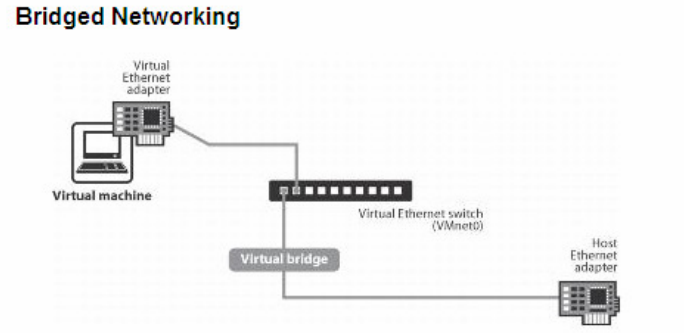 Bridged Networking
Virtual
Ethernet
adapter
Virtual machine
Virtual Ethernet switch
(VMnet0)
Virtual bridge
Host
Ethernet
adapter